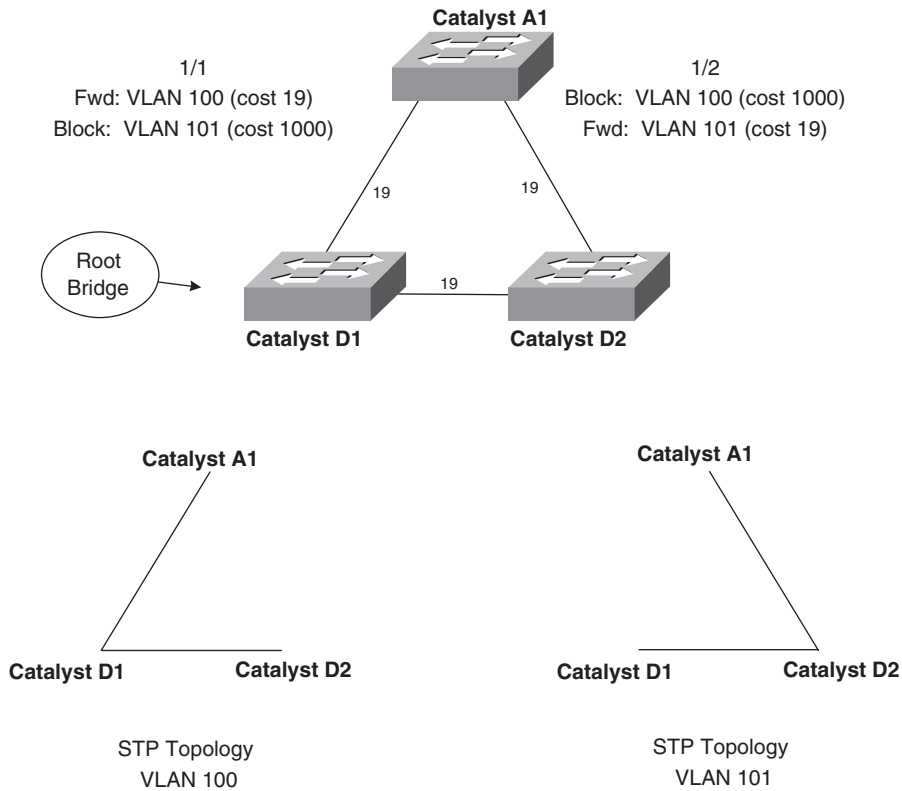 Catalyst A1
1/1
Fwd: VLAN 100 (cost 19)
Block: VLAN 101 (cost 1000)
1/2
Block: VLAN 100 (cost 1000)
Fwd: VLAN 101 (cost 19)
19
19
Root
Bridge
19
Catalyst D1
Catalyst D2
Catalyst A1
Catalyst D1
Catalyst D2
STP Topology
VLAN 100
Catalyst A1
Catalyst D1
Catalyst D2
STP Topology
VLAN 101